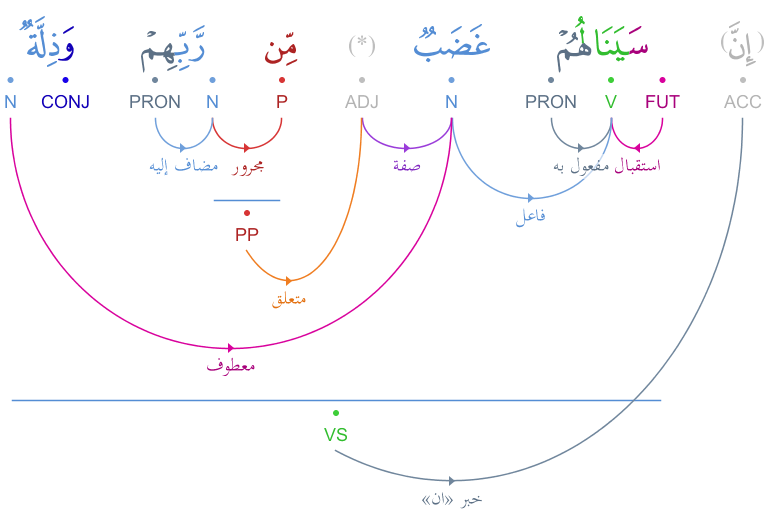 (إِنَّ) سَيَنَالُهُمْ غَضَبٌ (*) مِّن رَّبِّهِمْ وَذِلَّةٌ
ACC FUT V PRON N ADJ P N PRON CONJ N
استقبال مفعول به صفة مجرور مضاف إليه
فاعل
PP
متعلق
معطوف
VS
خبر «ان»